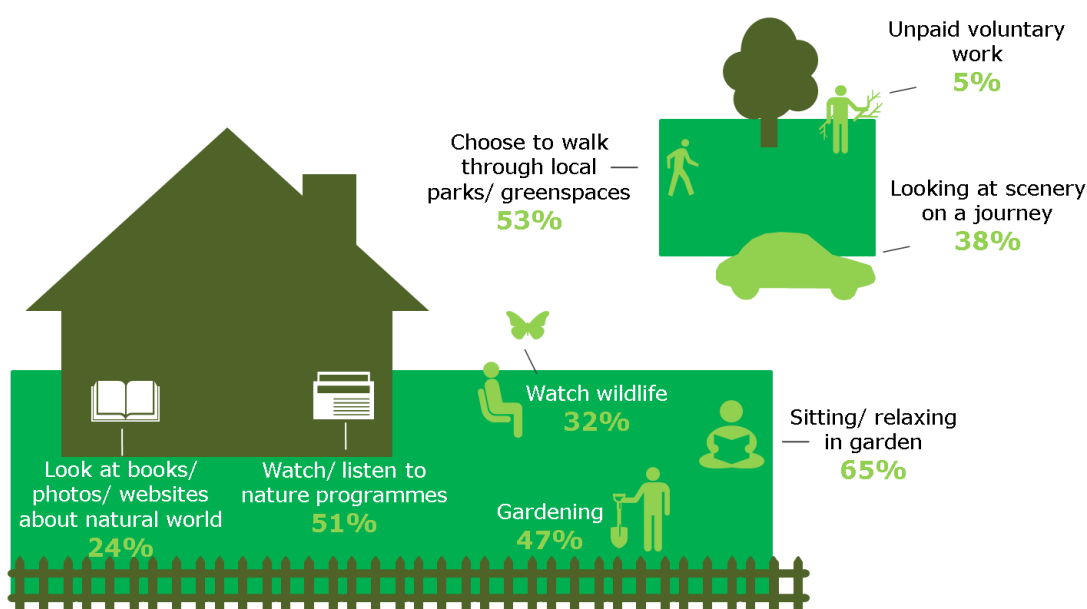 Unpaid voluntary
work
5%
Choose to walk
through local
parks/ greenspaces
53%
Looking at scenery
on a journey
38%
Watch wildlife
32%
Sitting/ relaxing
in garden
65%
Look at books/
photos/ websites
about natural world
24%
Watch/ listen to
nature programmes
51%
Gardening
47%